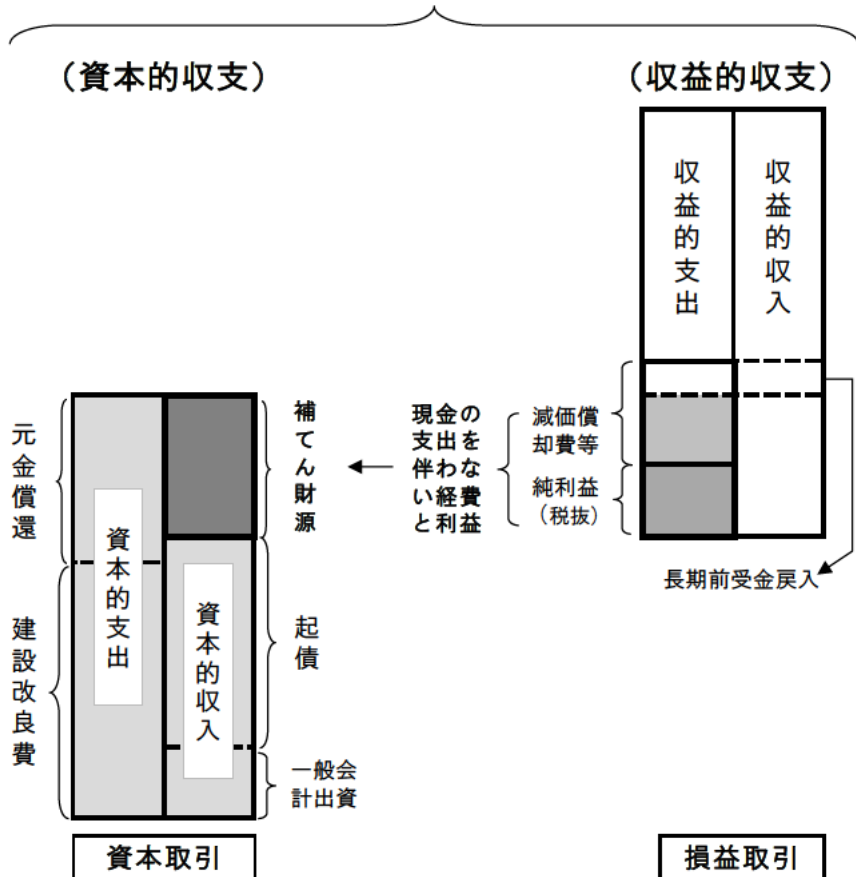 （資本的収支）
（収益的収支）
収益的支出
収益的収入
元金償還
建設改良費
資本的支出
資本的収入
補てん財源
起債
一般会
計出資
現金の
支出を
伴わな
い経費
と利益
減価償
却費等
純利益
（税抜）
長期前受金戻入
資本取引
損益取引